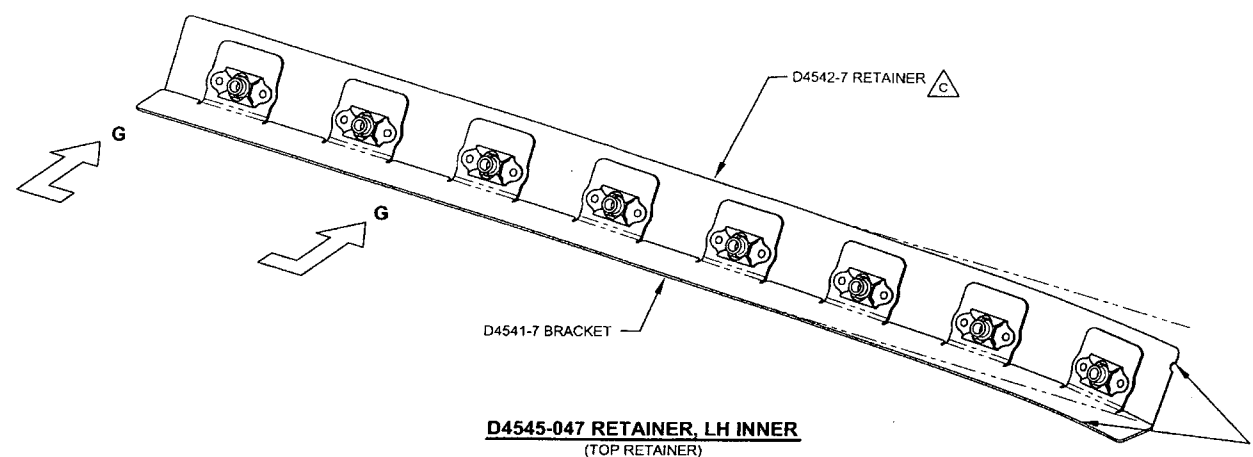 D4542-7 RETAINER C
G
G
D4541-7 BRACKET
D4545-047 RETAINER, LH INNER
(TOP RETAINER)